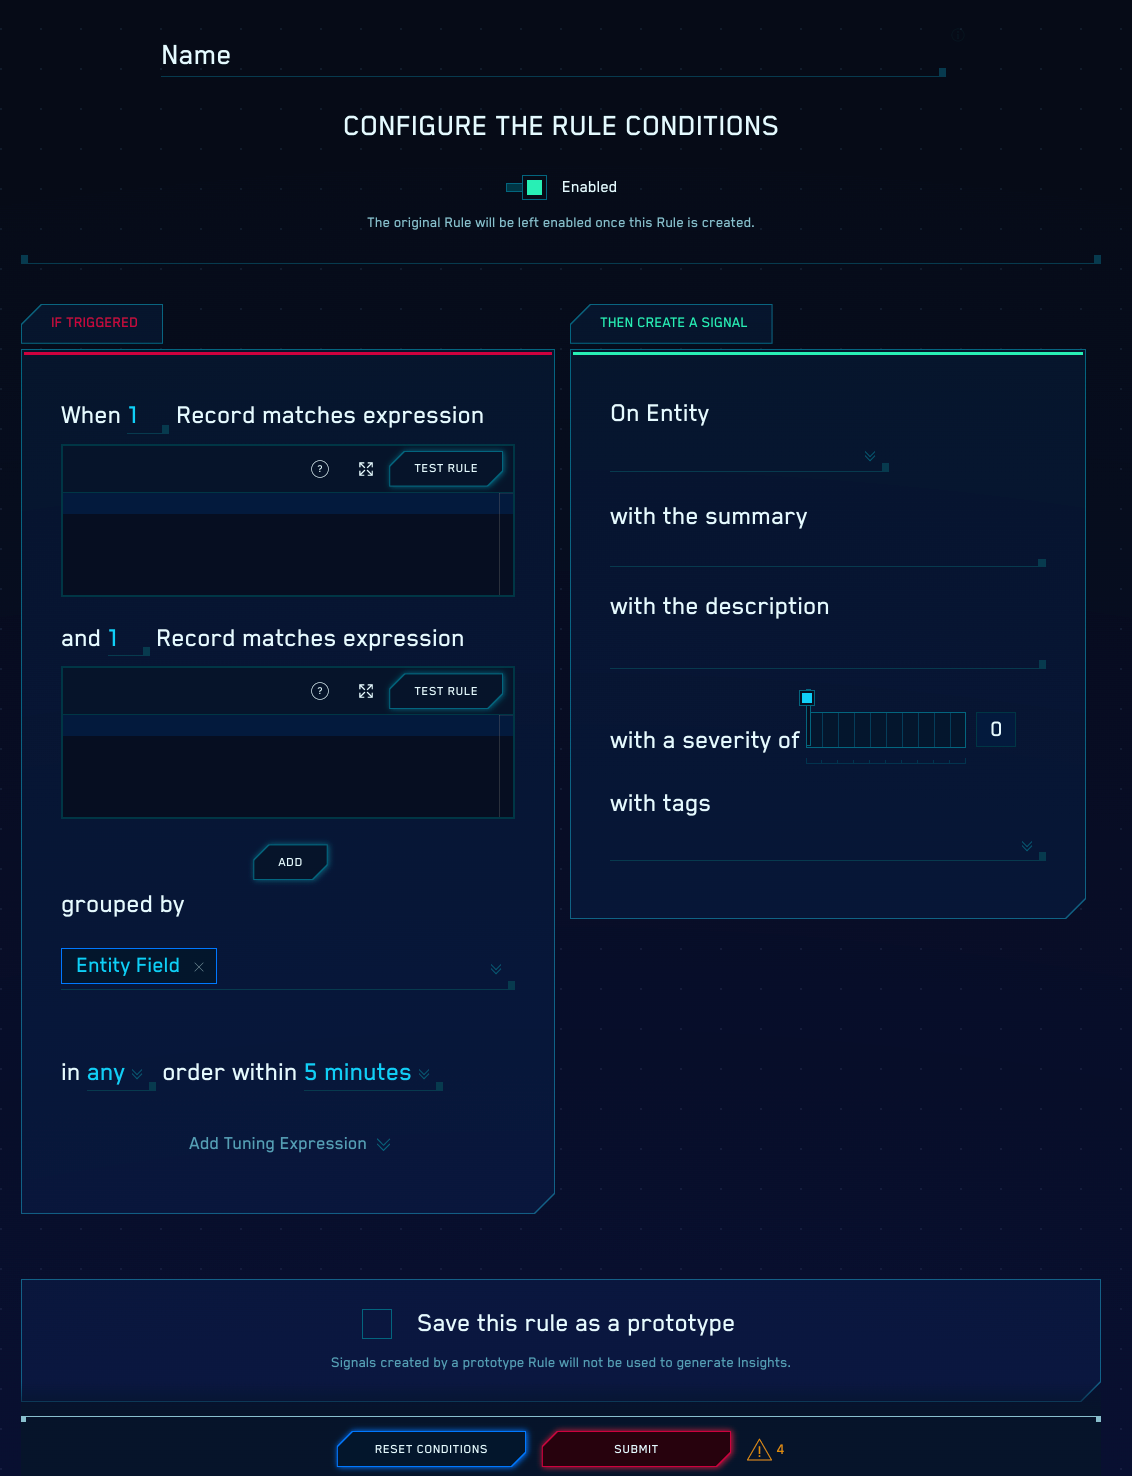 Name
CONFIGURE THE RULE CONDITIONS
Enabled
The original Rule will be left enabled once this Rule is created.
IF TRIGGERED
When 1 Record matches expression
?
TEST RULE
and 1 Record matches expression
?
TEST RULE
ADD
grouped by
Entity Field
in any order within 5 minutes
Add Tuning Expression
THEN CREATE A SIGNAL
On Entity
with the summary
with the description
with a severity of 0
with tags
Save this rule as a prototype
Signals created by a prototype Rule will not be used to generate Insights.
RESET CONDITIONS SUBMIT 4